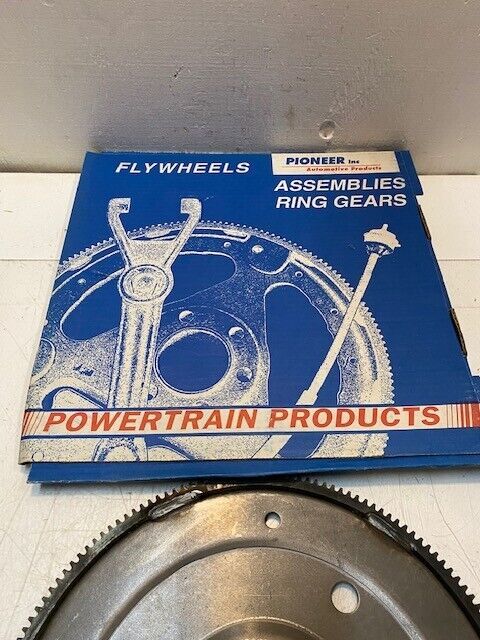 FLYWHEELS
PIONEER Inc
Automotive Products
ASSEMBLIES
RING GEARS
POWERTRAIN PRODUCTS